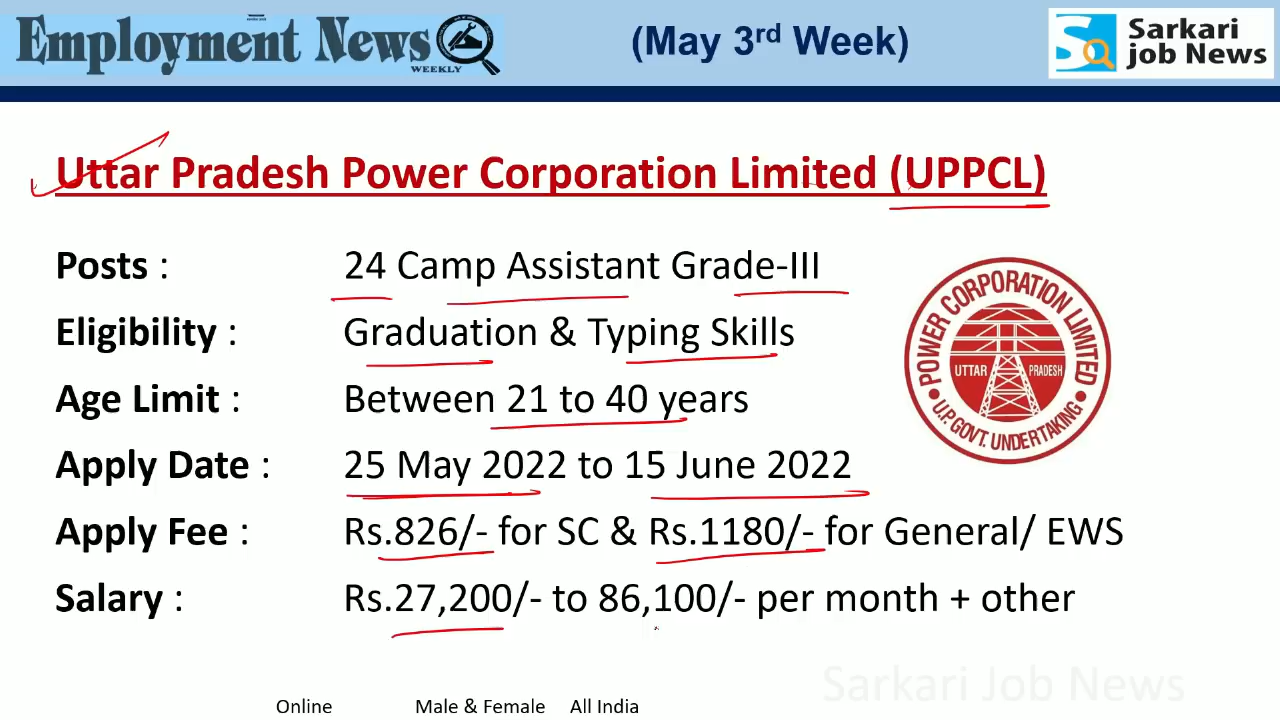 Employment News
WEEKLY
(May 3rd Week)
Sarkari
Job News
Uttar Pradesh Power Corporation Limited (UPPCL)
Posts : 24 Camp Assistant Grade-III
Eligibility : Graduation & Typing Skills
Age Limit : Between 21 to 40 years
Apply Date : 25 May 2022 to 15 June 2022
Apply Fee : Rs.826/- for SC & Rs.1180/- for General/ EWS
Salary : Rs.27,200/- to 86,100/- per month + other
POWER CORPORATION LIMITED
UTTAR PRADESH
U.P. GOVT. UNDERTAKING
Sarkari Job News
Online Male & Female All India